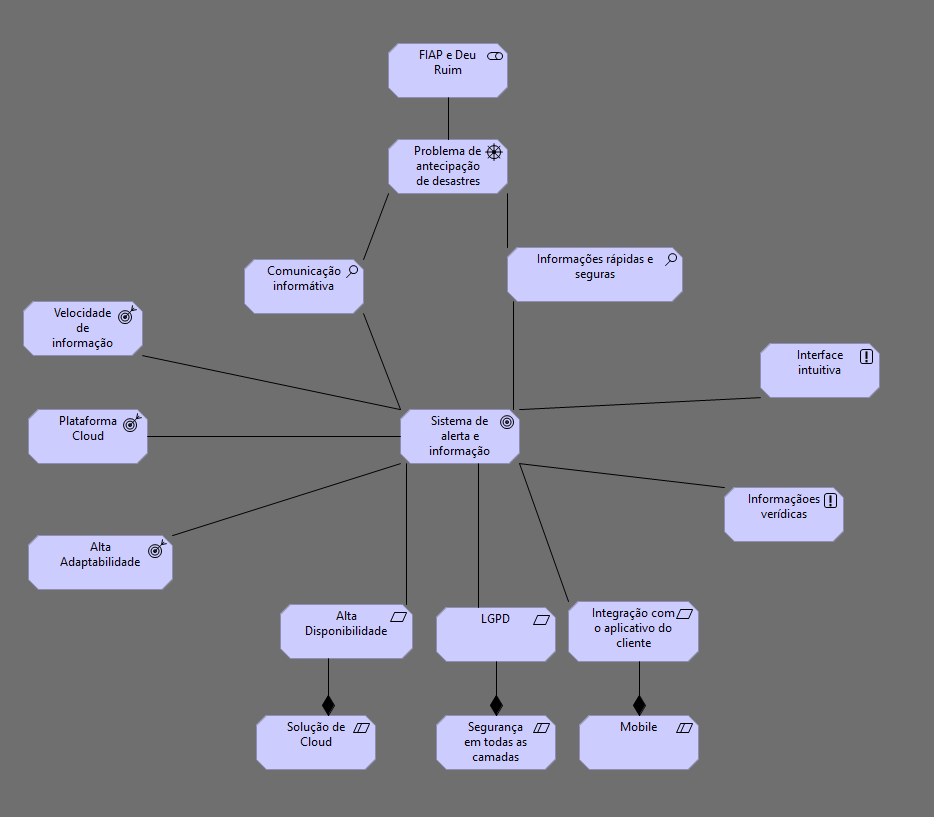 FIAP e Deu
Ruim
Problema de
antecipação
de desastres
Comunicação
informátiva
Informações rápidas e
seguras
Velocidade
de
informação
Interface
intuitiva
Plataforma
Cloud
Sistema de
alerta e
informação
Informaçãoes
verídicas
Alta
Adaptabilidade
Alta
Disponibilidade
LGPD
Integração com
o aplicativo do
cliente
Solução de
Cloud
Segurança
em todas as
camadas
Mobile